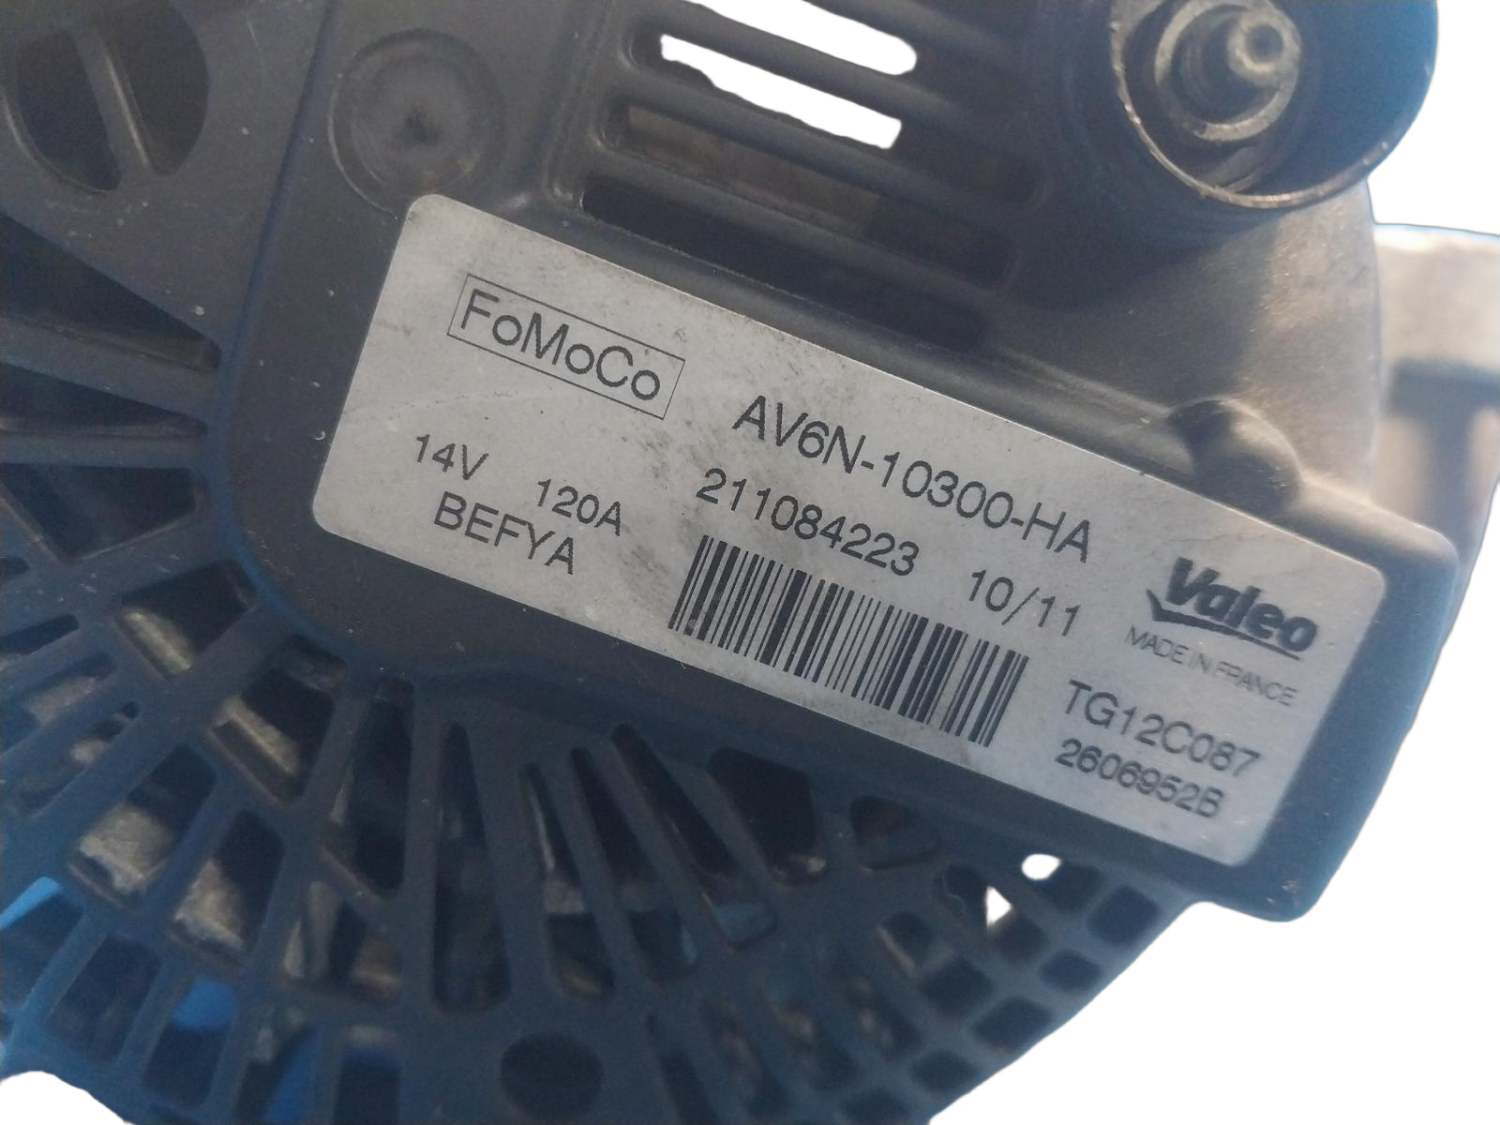 FoMoCo
AV6N-10300-HA
14V 120A 211084223 10/11
BEFYA
Valeo
MADE IN FRANCE
TG12C087
2606952B